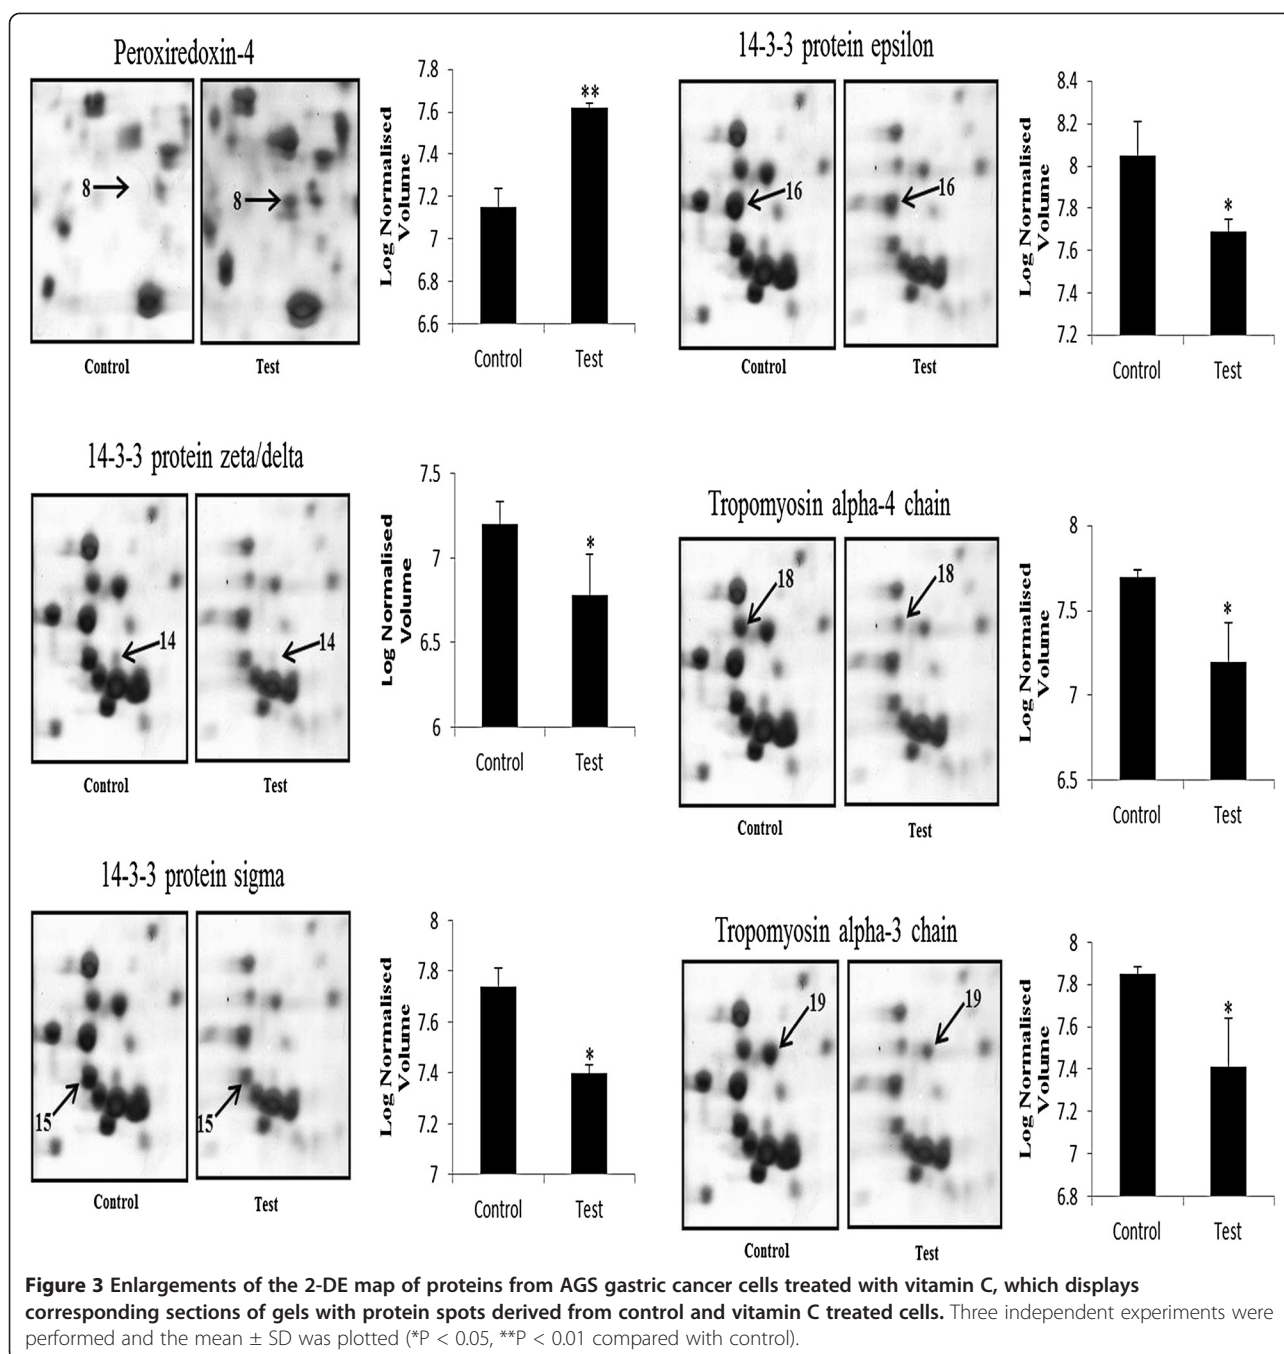 Peroxiredoxin-4
8
8
Control
Test
Log Normalised
Volume
7.8
7.6
7.4
7.2
7
6.8
6.6
**
Control
Test
14-3-3 protein epsilon
16
16
Control
Test
Log Normalised
Volume
8.4
8.2
8
7.8
7.6
7.4
7.2
*
Control
Test
14-3-3 protein zeta/delta
14
14
Control
Test
Log Normalised
Volume
7.5
7
6.5
6
*
Control
Test
Tropomyosin alpha-4 chain
18
18
Control
Test
Log Normalised
Volume
8
7.5
7
6.5
*
Control
Test
14-3-3 protein sigma
15
15
Control
Test
Log Normalised
Volume
8
7.8
7.6
7.4
7.2
7
*
Control
Test
Tropomyosin alpha-3 chain
19
19
Control
Test
Log Normalised
Volume
8
7.8
7.6
7.4
7.2
7
6.8
*
Control
Test
Figure 3 Enlargements of the 2-DE map of proteins from AGS gastric cancer cells treated with vitamin C, which displays
corresponding sections of gels with protein spots derived from control and vitamin C treated cells. Three independent experiments were
performed and the mean ± SD was plotted (*P < 0.05, **P < 0.01 compared with control).